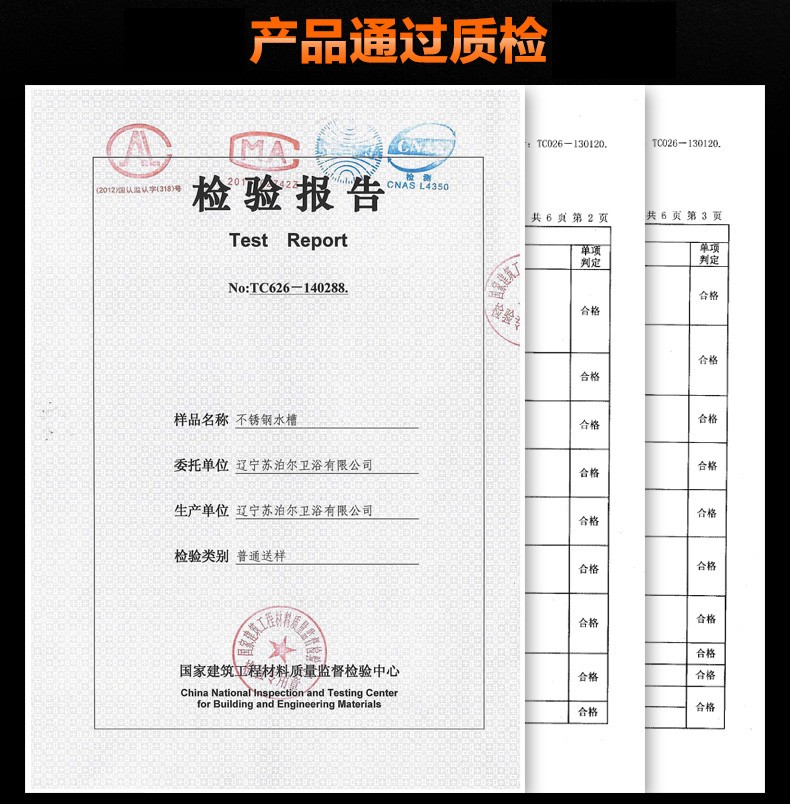 产品通过质检
MA
CNAS
(2012)国认监认字(318)号
检 测
CNAS L4350
检验报告
Test Report
No:TC626-140288.
样品名称 不锈钢水槽
委托单位 辽宁苏泊尔卫浴有限公司
生产单位 辽宁苏泊尔卫浴有限公司
检验类别 普通送样
国家建筑工程材料质量监督检验中心
China National Inspection and Testing Center
for Building and Engineering Materials
: TC026-130120.
共 6 页 第 2 页
单项
判定
合格
合格
合格
合格
合格
合格
合格
合格
合格
TC026-130120.
共 6 页 第 3 页
单项
判定
合格
合格
合格
合格
合格
合格
合格
合格
合格
合格